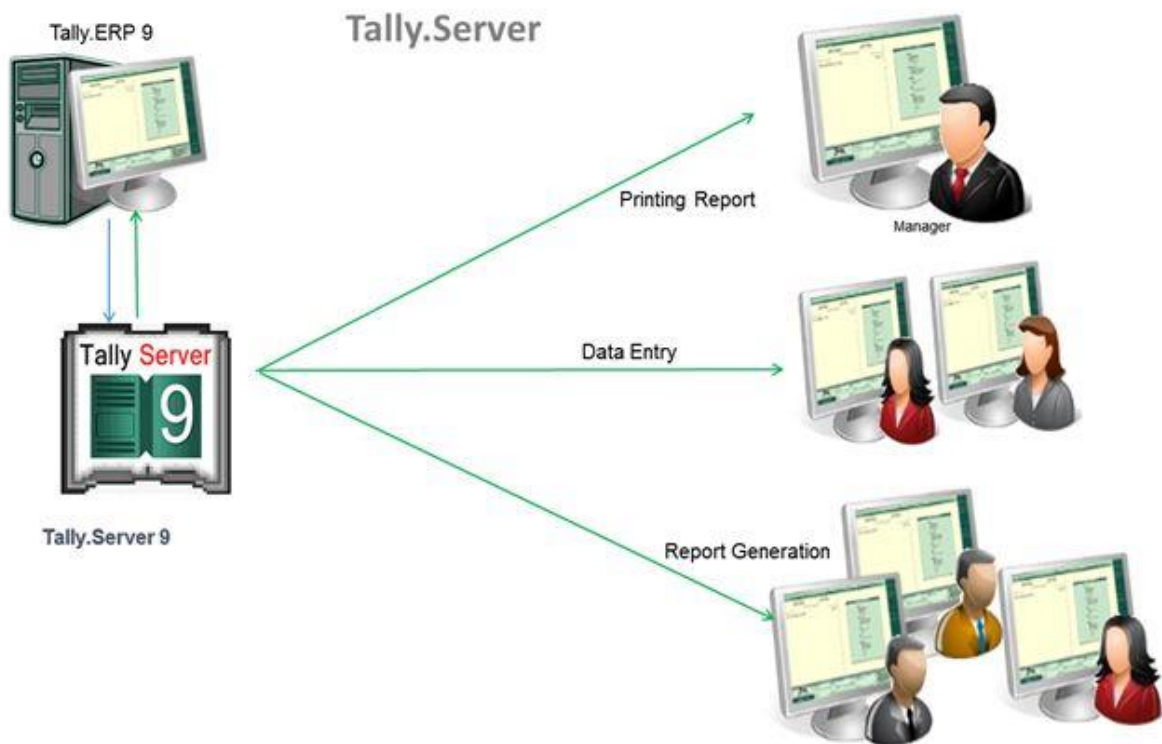 Tally.Server
Tally.ERP 9
Printing Report
Manager
Tally Server
9
Data Entry
Tally.Server 9
Report Generation